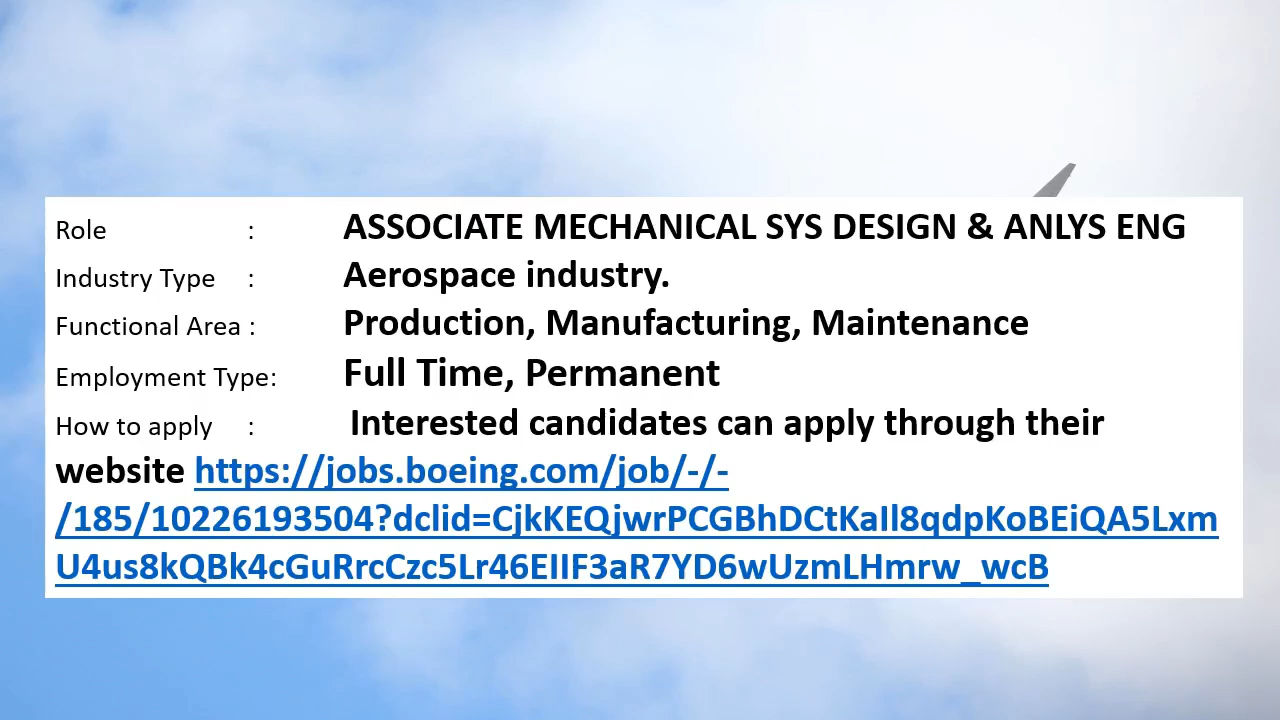 Role : ASSOCIATE MECHANICAL SYS DESIGN & ANLYS ENG
Industry Type : Aerospace industry.
Functional Area : Production, Manufacturing, Maintenance
Employment Type: Full Time, Permanent
How to apply : Interested candidates can apply through their
website https://jobs.boeing.com/job/-/-
/185/10226193504?dclid=CjkKEQjwrPCGBhDCtKaIl8qdpKoBEiQA5Lxm
U4us8kQBk4cGuRrcCzc5Lr46EIIF3aR7YD6wUzmLHmrw_wcB